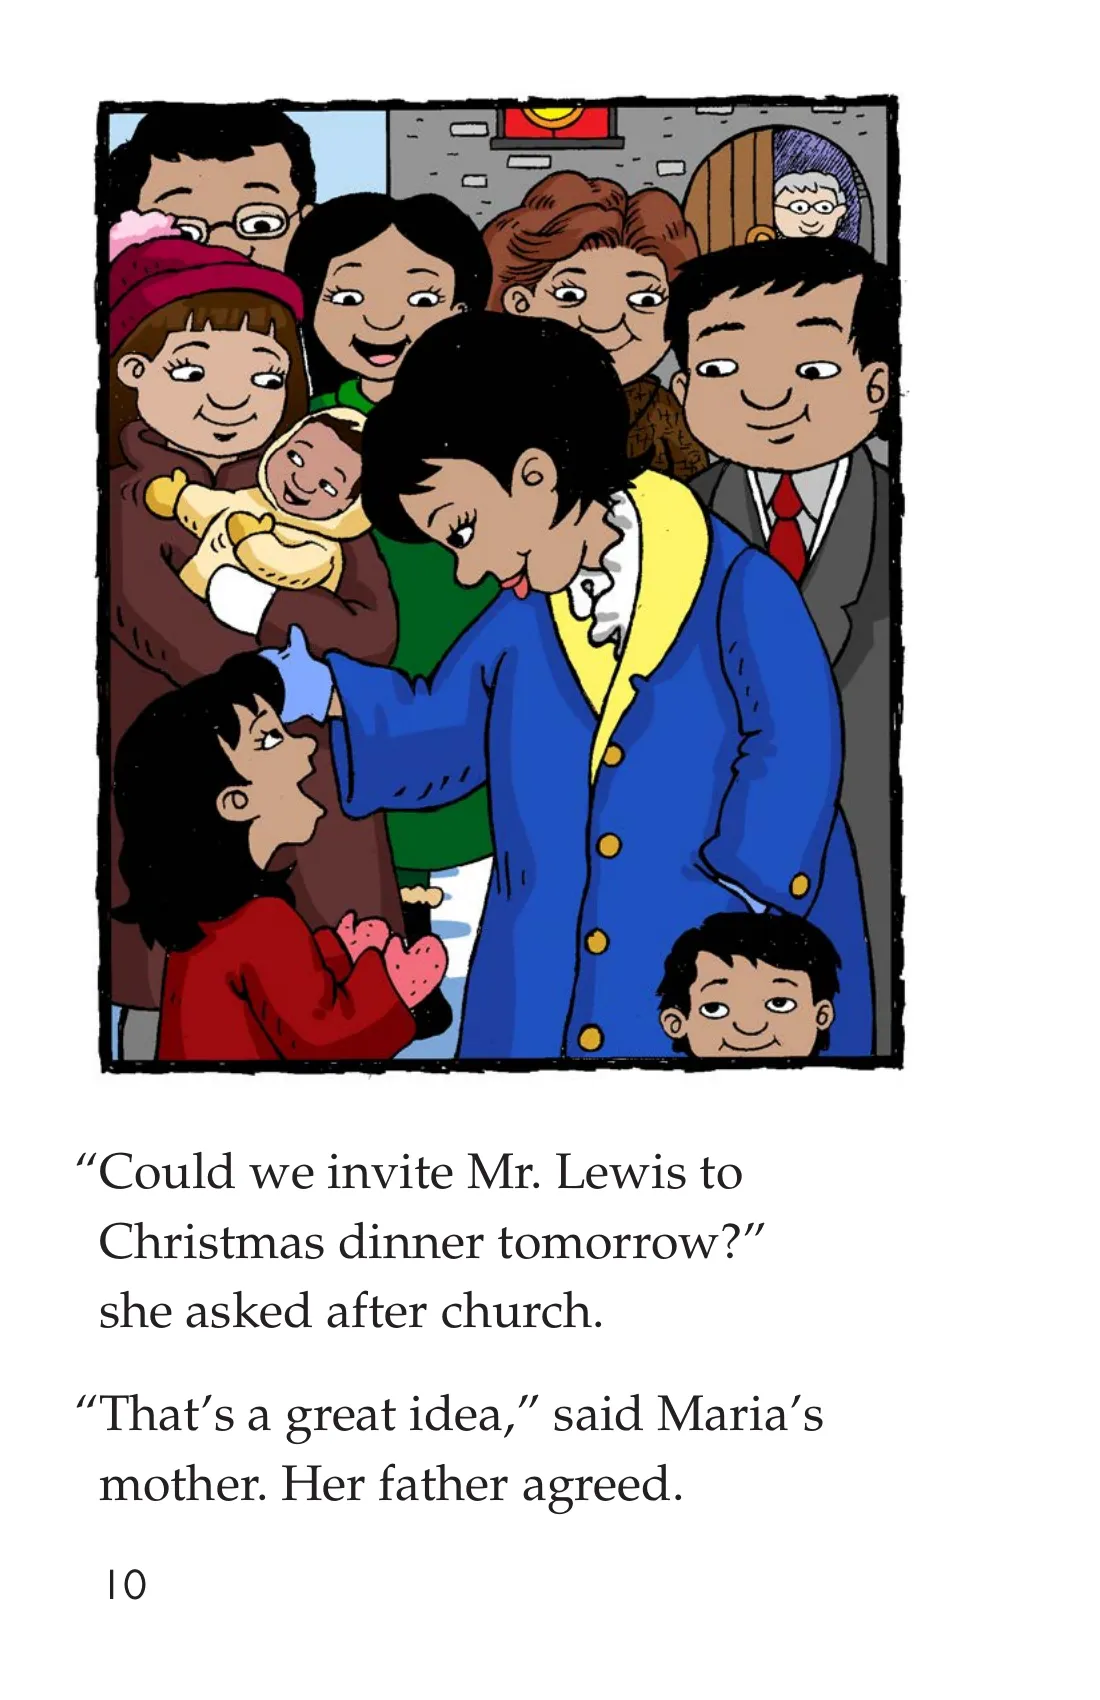 “Could we invite Mr. Lewis to
Christmas dinner tomorrow?”
she asked after church.
“That’s a great idea,” said Maria’s
mother. Her father agreed.
10